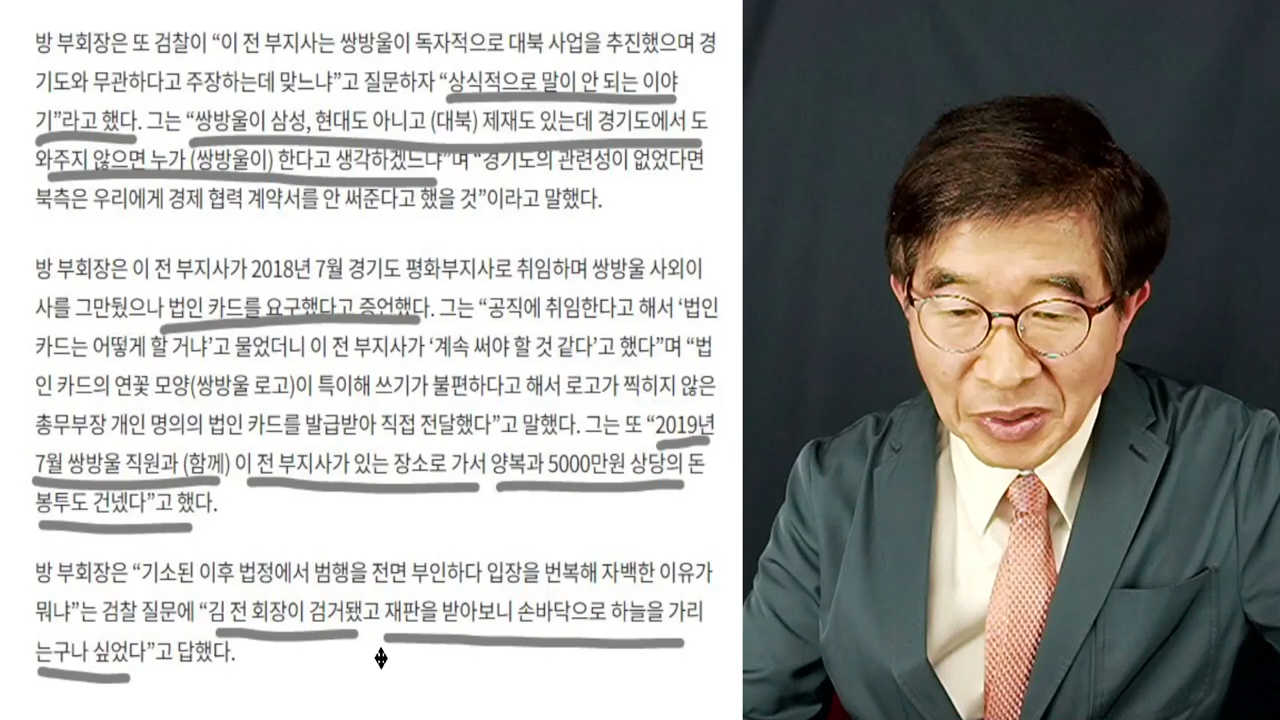 방 부회장은 또 검찰이 “이 전 부지사는 쌍방울이 독자적으로 대북 사업을 추진했으며 경
기도와 무관하다고 주장하는데 맞느냐”고 질문하자 “상식적으로 말이 안 되는 이야
기”라고 했다. 그는 “쌍방울이 삼성, 현대도 아니고 (대북) 제재도 있는데 경기도에서 도
와주지 않으면 누가 (쌍방울이) 한다고 생각하겠느냐”며 “경기도의 관련성이 없었다면
북측은 우리에게 경제 협력 계약서를 안 써준다고 했을 것”이라고 말했다.
방 부회장은 이 전 부지사가 2018년 7월 경기도 평화부지사로 취임하며 쌍방울 사외이
사를 그만뒀으나 법인 카드를 요구했다고 증언했다. 그는 “공직에 취임한다고 해서 ‘법인
카드는 어떻게 할 거냐’고 물었더니 이 전 부지사가 ‘계속 써야 할 것 같다’고 했다”며 “법
인 카드의 연꽃 모양(쌍방울 로고)이 특이해 쓰기가 불편하다고 해서 로고가 찍히지 않은
총무부장 개인 명의의 법인 카드를 발급받아 직접 전달했다”고 말했다. 그는 또 “2019년
7월 쌍방울 직원과 (함께) 이 전 부지사가 있는 장소로 가서 양복과 5000만원 상당의 돈
봉투도 건넸다”고 했다.
방 부회장은 “기소된 이후 법정에서 범행을 전면 부인하다 입장을 번복해 자백한 이유가
뭐냐”는 검찰 질문에 “김 전 회장이 검거됐고 재판을 받아보니 손바닥으로 하늘을 가리
는구나 싶었다”고 답했다.